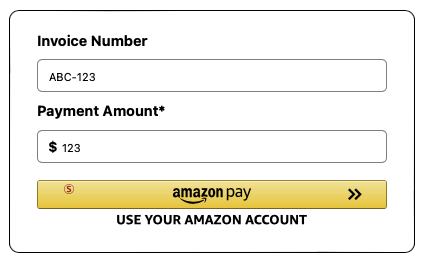 Invoice Number
ABC-123
Payment Amount*
$ 123
S amazon pay »
USE YOUR AMAZON ACCOUNT